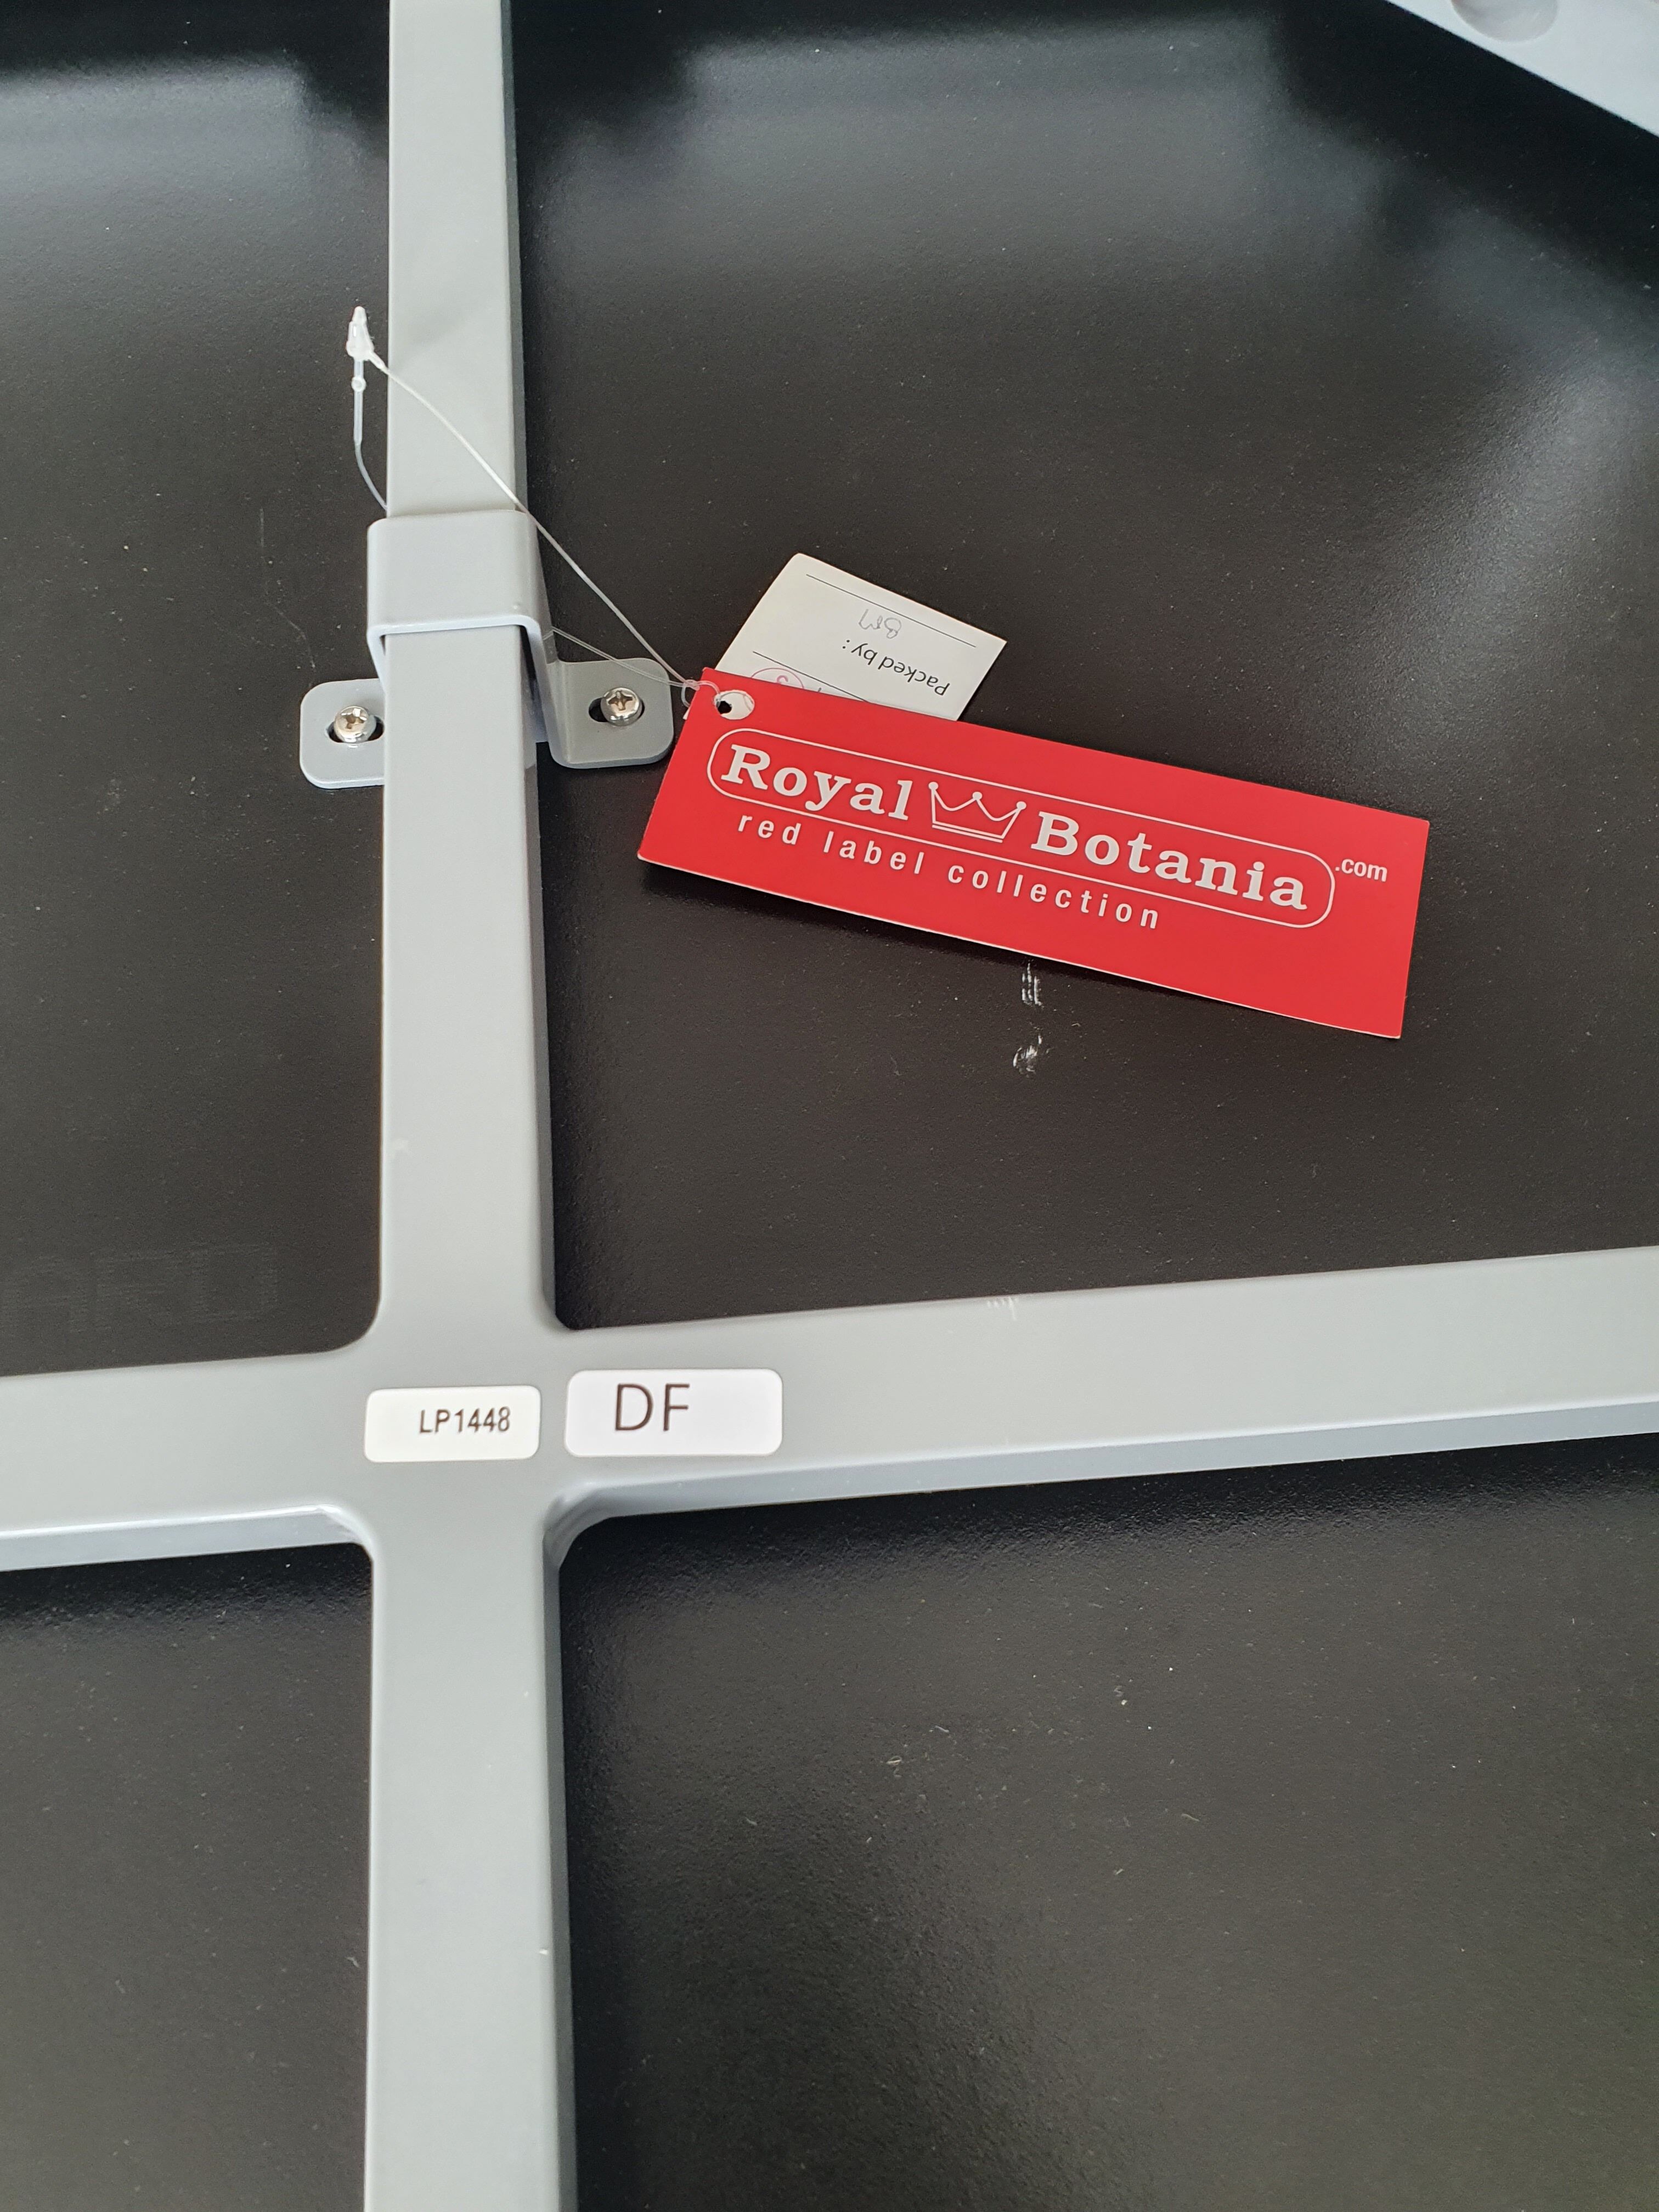 Packed by:
Royal Botania .com
red label collection
LP1448
DF